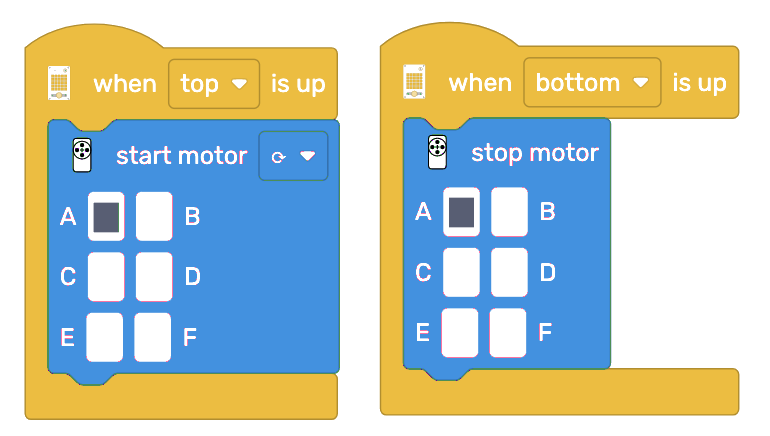 when top is up
start motor
A B
C D
E F
when bottom is up
stop motor
A B
C D
E F